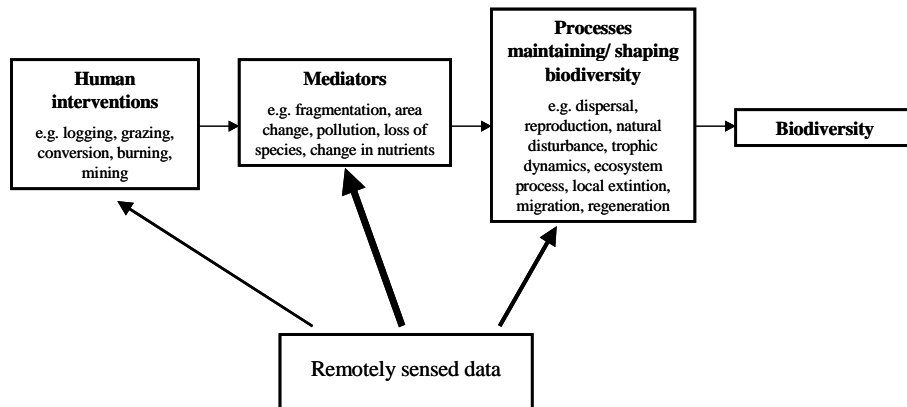 Human
interventions
e.g. logging, grazing,
conversion, burning,
mining
Mediators
e.g. fragmentation, area
change, pollution, loss of
species, change in nutrients
Processes
maintaining/ shaping
biodiversity
e.g. dispersal,
reproduction, natural
disturbance, trophic
dynamics, ecosystem
process, local extintion,
migration, regeneration
Biodiversity
Remotely sensed data